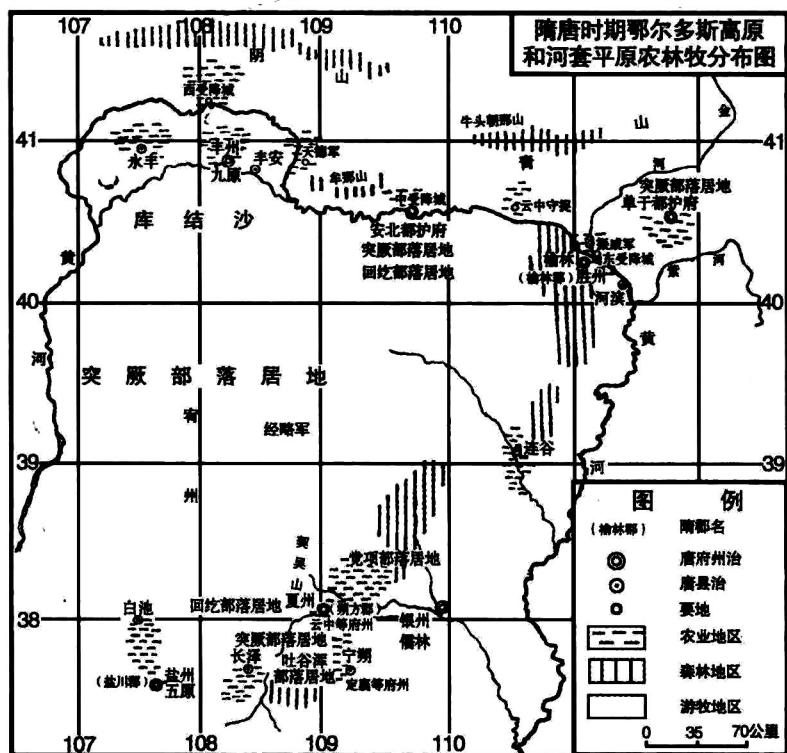 隋唐时期鄂尔多斯高原
和河套平原农林牧分布图
107 108 109 110
阴
山
西受降城
牛头朝那山
山
金
41
永丰
丰州
九原
丰安
天德军
牟那山
中受降城
青
云中守捉
河
突厥部落居地
单于都护府
库结沙
安北都护府
突厥部落居地
回纥部落居地
振武军
榆林
东受降城
(榆林郡)
胜州
河滨
紫
河
黄
40
40
黄
河
突厥部落居地
宥
州
经略军
连谷
河
39
39
契吴山
党项部落居地
夏州
(朔方郡)
回纥部落居地
云中等府州
银州
儒林
38
白池
突厥部落居地
长泽
吐谷浑
部落居地
宁朔
定襄等府州
(盐川郡)
盐州
五原
图 例
(榆林郡) 隋郡名
唐府州治
唐县治
要地
农业地区
森林地区
游牧地区
0 35 70公里
107 108 109 110